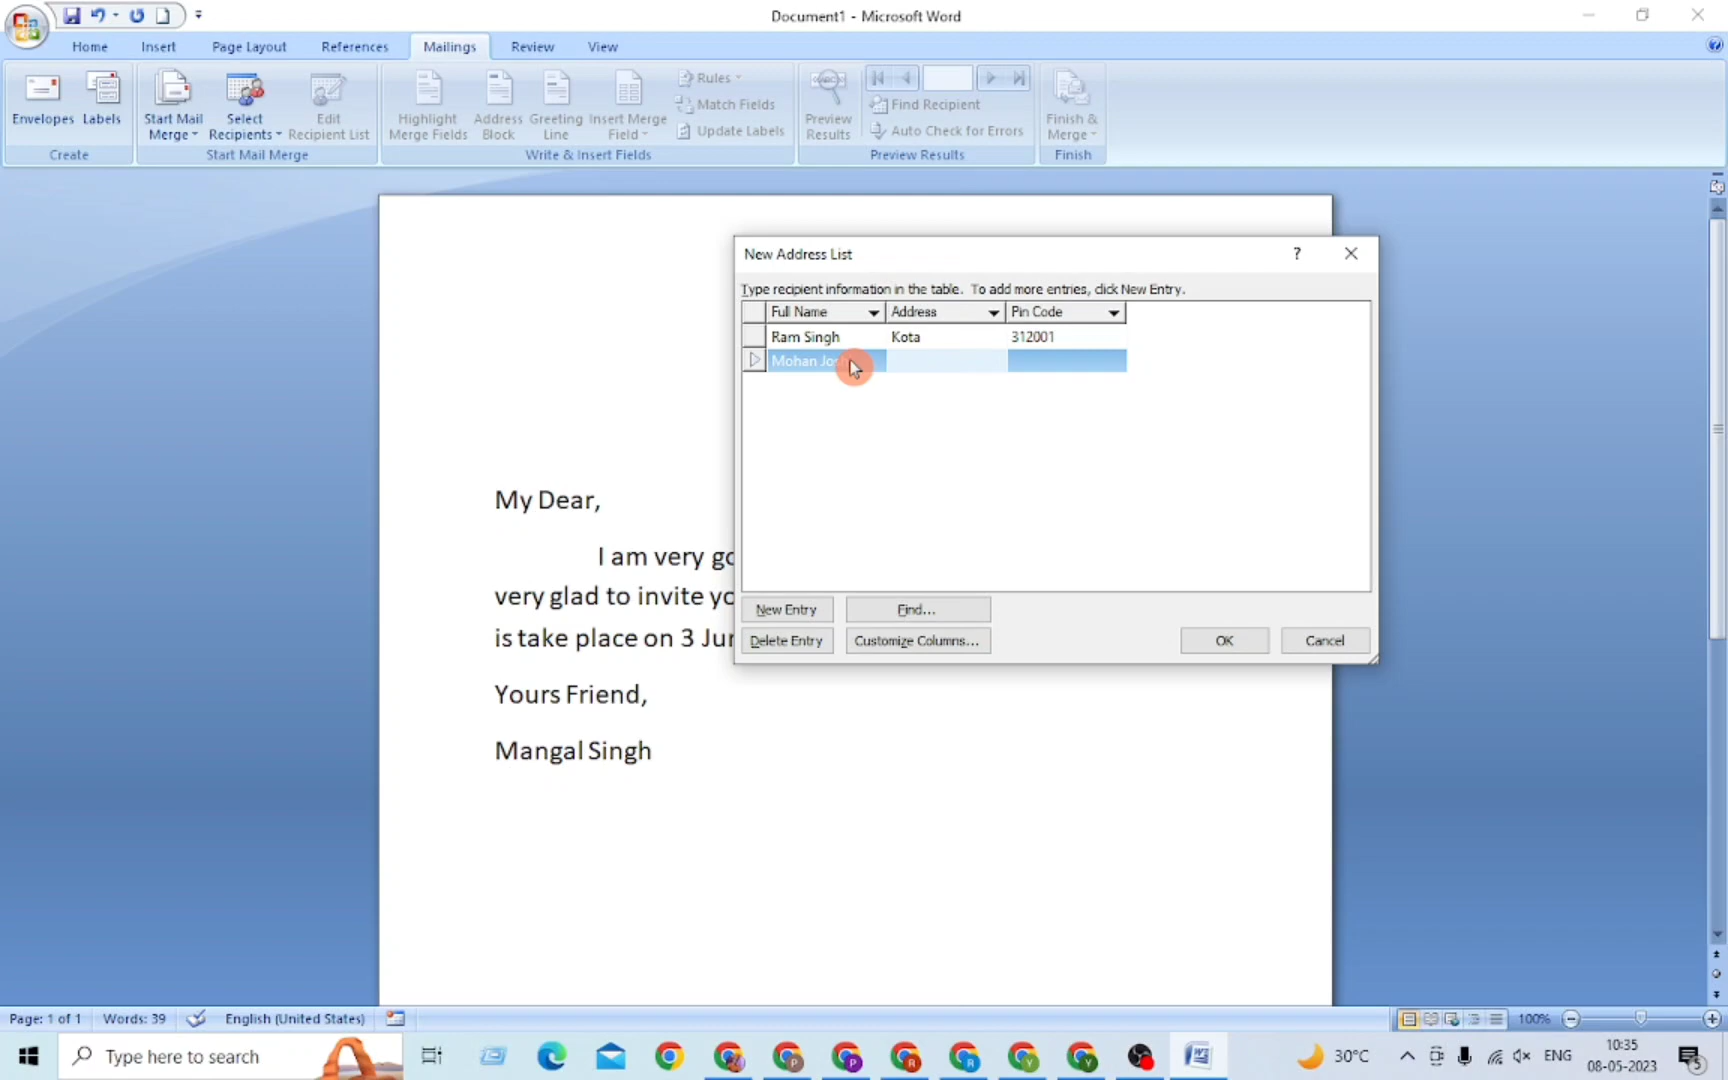 Document1 - Microsoft Word
Home Insert Page Layout References Mailings Review View
Envelopes Labels
Create
Start Mail Merge
Select Recipients
Edit Recipient List
Start Mail Merge
Highlight Merge Fields
Address Block
Greeting Line
Insert Merge Field
Rules
Match Fields
Update Labels
Write & Insert Fields
Preview Results
Find Recipient
Auto Check for Errors
Preview Results
Finish & Merge
Finish
New Address List
?
Type recipient information in the table. To add more entries, click New Entry.
Full Name Address Pin Code
Ram Singh Kota 312001
Mohan
New Entry Find...
Delete Entry Customize Columns... OK Cancel
My Dear,
I am very
very glad to invite
is take place on 3
Yours Friend,
Mangal Singh
Page: 1 of 1 Words: 39 English (United States) 100%
Type here to search
30°C
ENG
10:35
08-05-2023
5